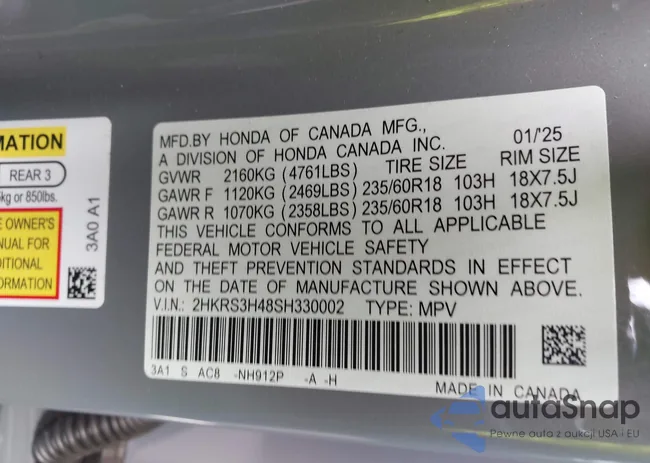 MATION
REAR 3
kg or 850lbs.
E OWNER'S
NUAL FOR
DITIONAL
FORMATION
3A0 A1
MFD.BY HONDA OF CANADA MFG., 01/'25
A DIVISION OF HONDA CANADA INC.
TIRE SIZE RIM SIZE
GVWR 2160KG (4761LBS)
GAWR F 1120KG (2469LBS) 235/60R18 103H 18X7.5J
GAWR R 1070KG (2358LBS) 235/60R18 103H 18X7.5J
THIS VEHICLE CONFORMS TO ALL APPLICABLE
FEDERAL MOTOR VEHICLE SAFETY
AND THEFT PREVENTION STANDARDS IN EFFECT
ON THE DATE OF MANUFACTURE SHOWN ABOVE.
V.I.N.: 2HKRS3H48SH330002 TYPE: MPV
3A1 S AC8 -NH912P -A -H
MADE IN CANADA
autaSnap
Pewne auta z aukcji USA i EU